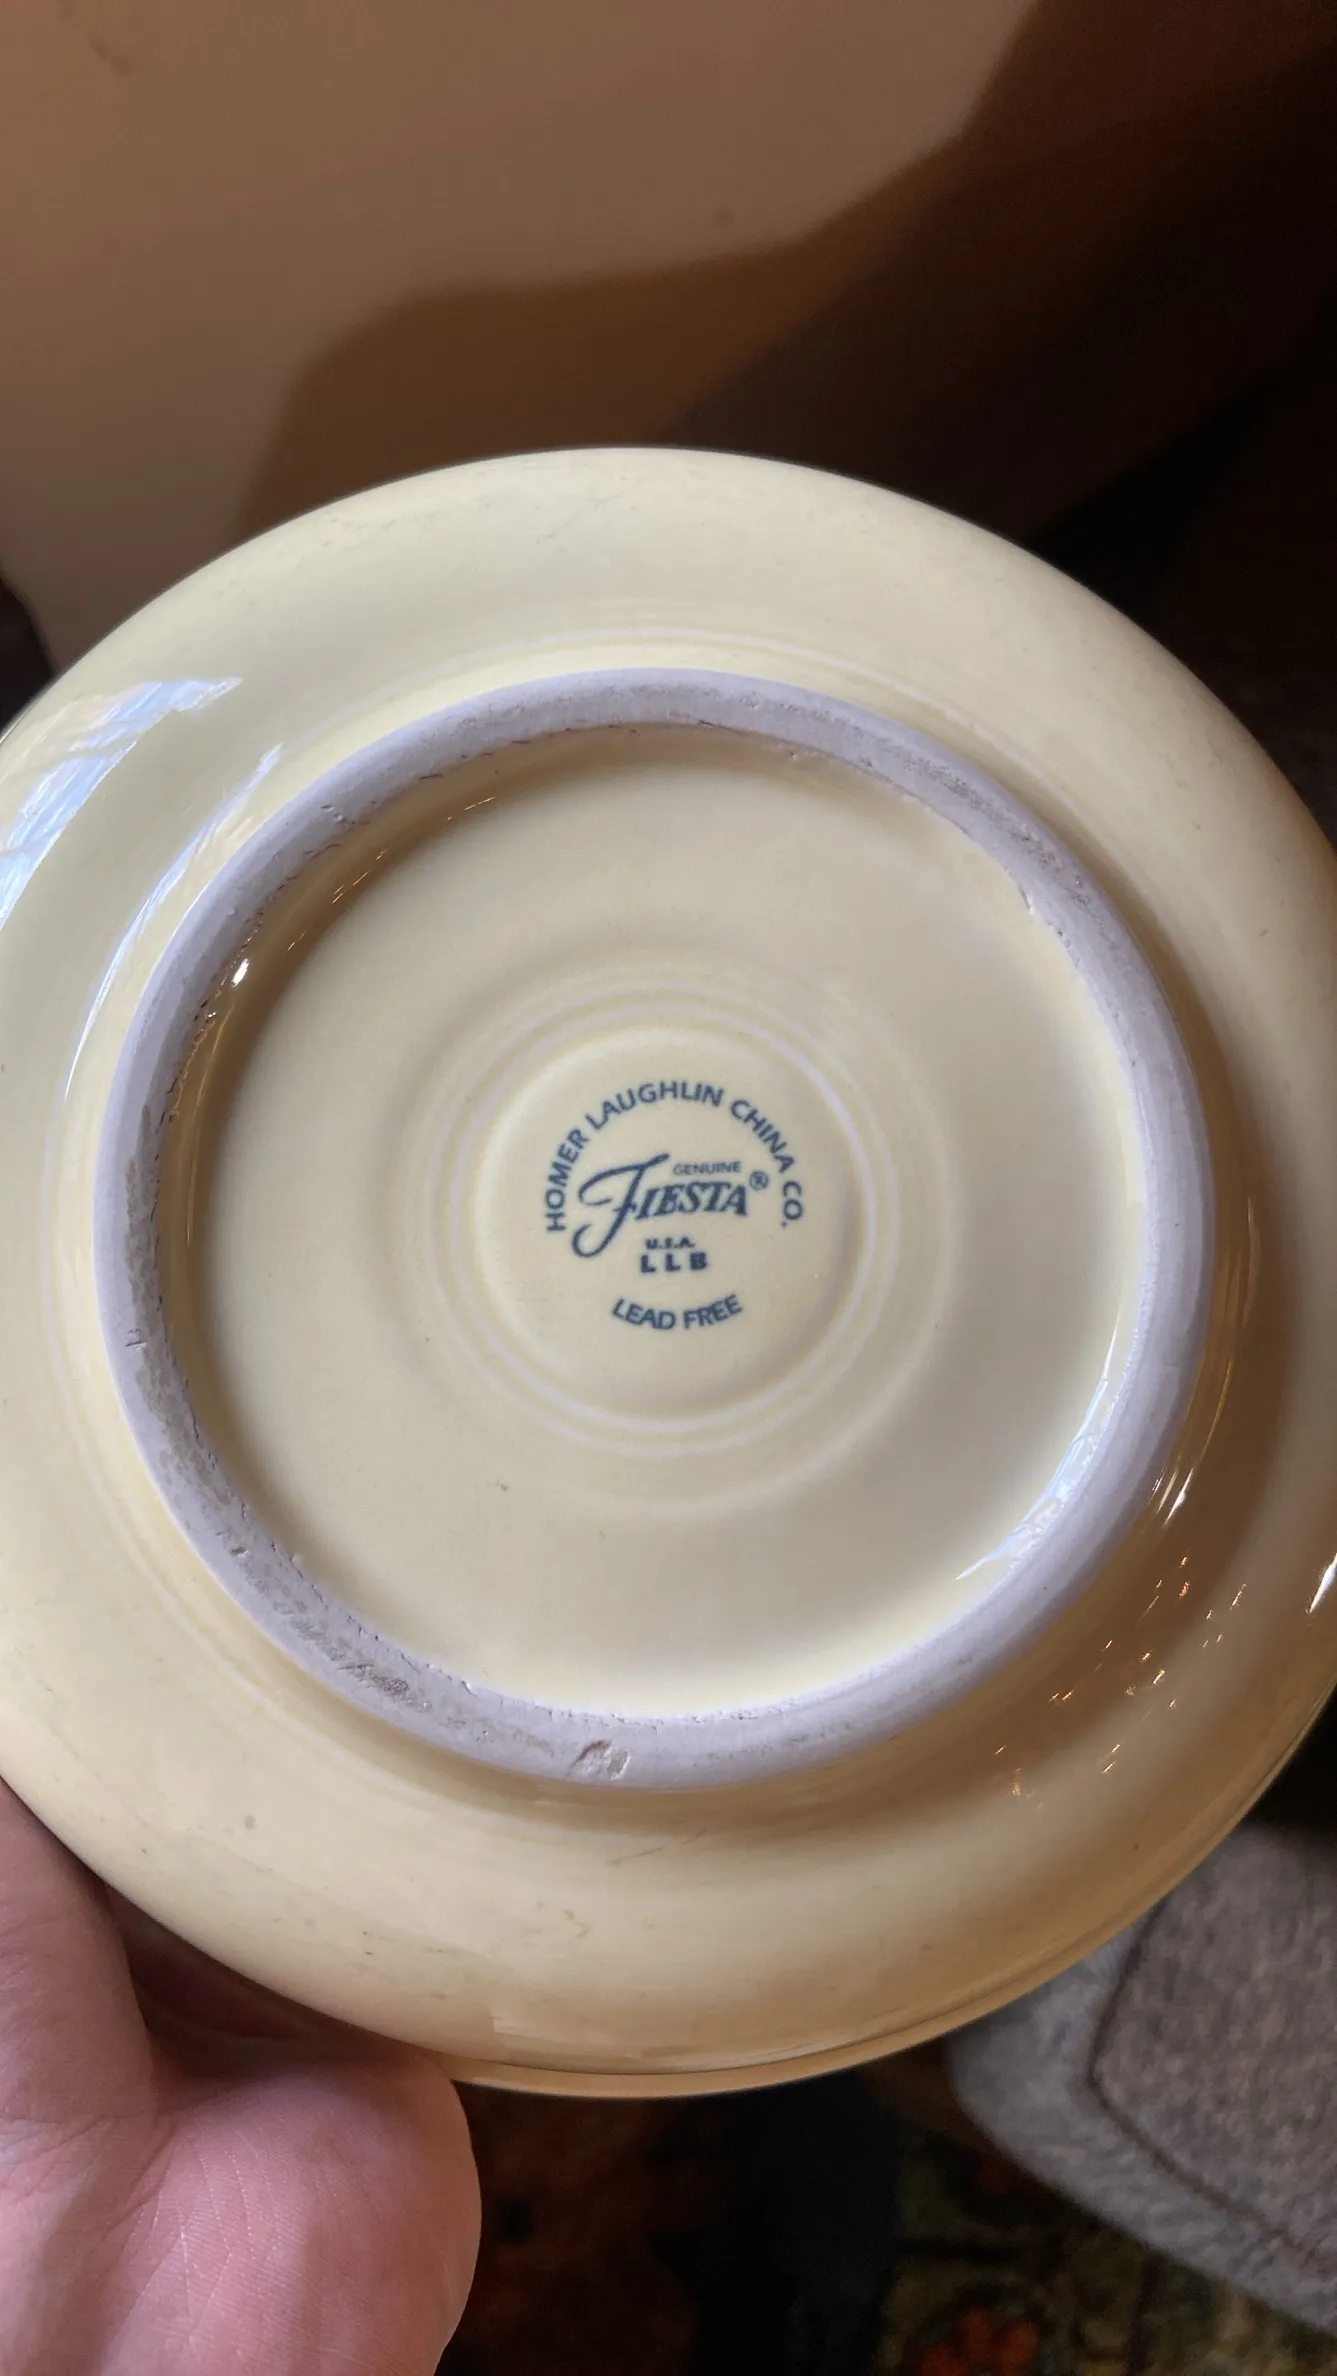 HOMER LAUGHLIN CHINA CO.
GENUINE
FIESTA®
U.S.A.
LLB
LEAD FREE